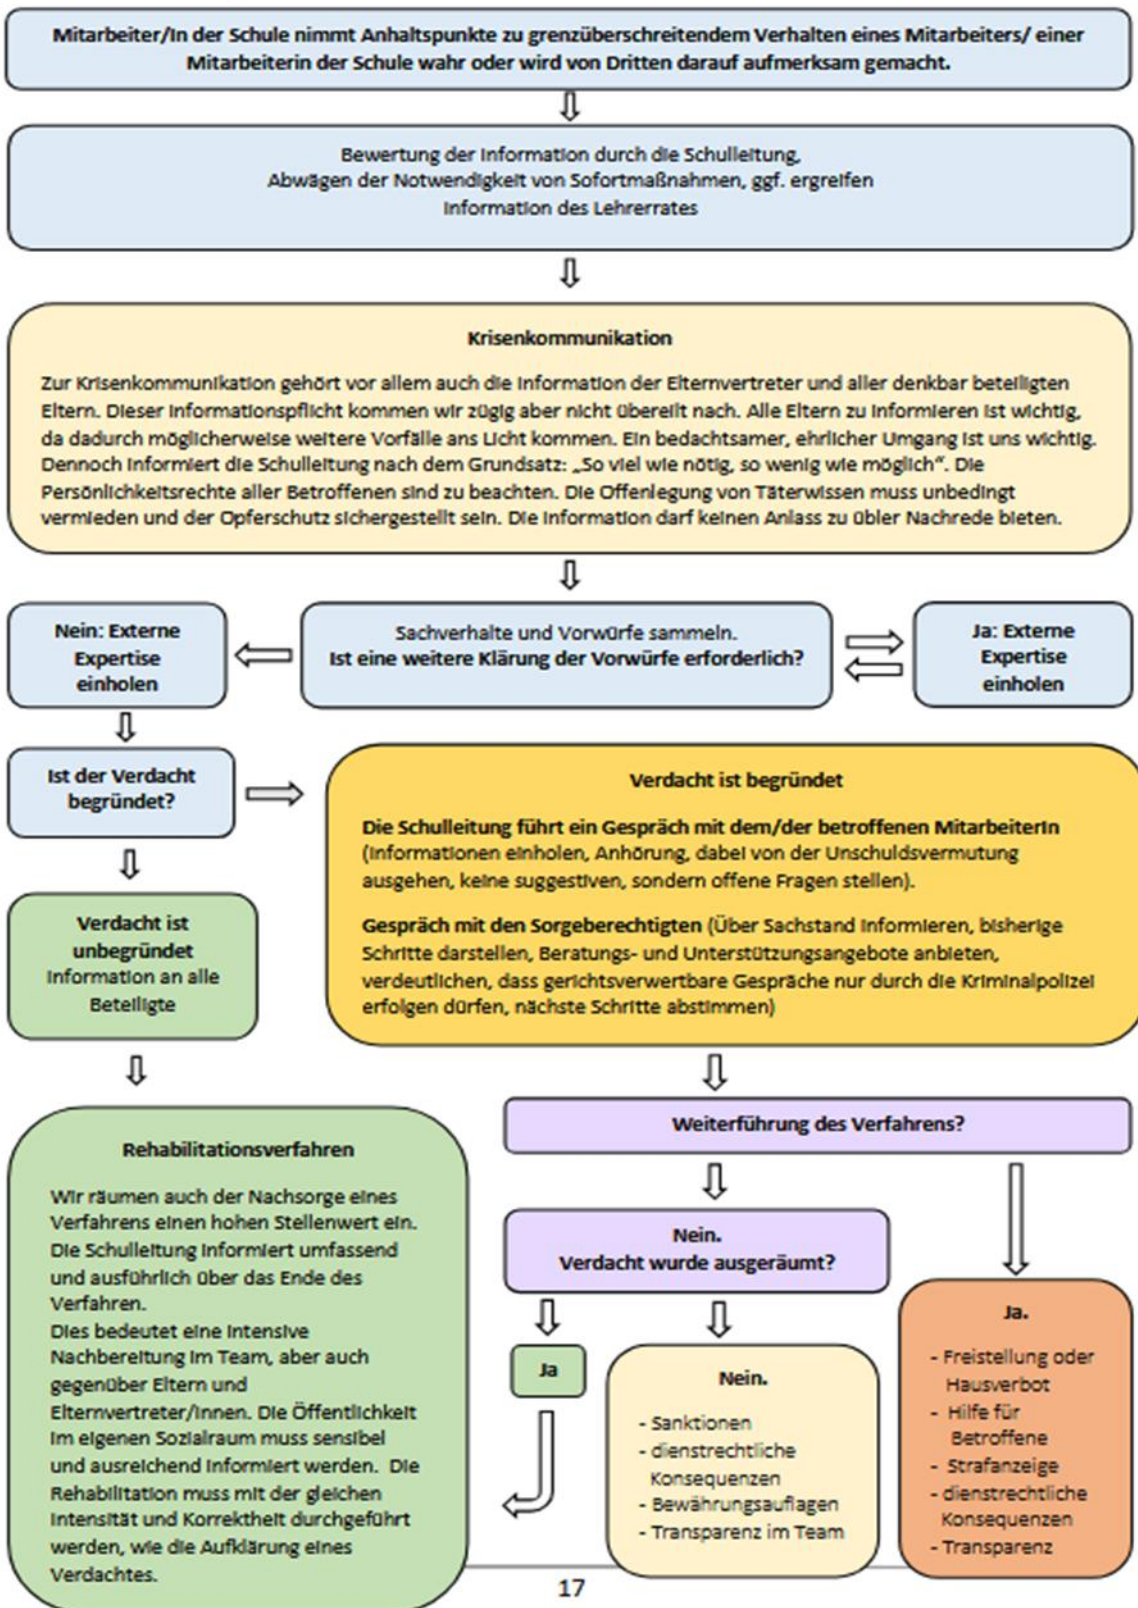 Mitarbeiter/In der Schule nimmt Anhaltspunkte zu grenzüberschreitendem Verhalten eines Mitarbeiters/ einer
Mitarbeiterin der Schule wahr oder wird von Dritten darauf aufmerksam gemacht.
Bewertung der Information durch die Schulleitung,
Abwägen der Notwendigkeit von Sofortmaßnahmen, ggf. ergreifen
Information des Lehrerrates
Krisenkommunikation
Zur Krisenkommunikation gehört vor allem auch die Information der Elternvertreter und aller denkbar beteiligten
Eltern. Dieser Informationspflicht kommen wir zügig aber nicht übereilt nach. Alle Eltern zu informieren ist wichtig,
da dadurch möglicherweise weitere Vorfälle ans Licht kommen. Ein bedachtsamer, ehrlicher Umgang ist uns wichtig.
Dennoch informiert die Schulleitung nach dem Grundsatz: „So viel wie nötig, so wenig wie möglich“. Die
Persönlichkeitsrechte aller Betroffenen sind zu beachten. Die Offenlegung von Täterwissen muss unbedingt
vermieden und der Opferschutz sichergestellt sein. Die Information darf keinen Anlass zu übler Nachrede bieten.
Nein: Externe
Expertise
einholen
Sachverhalte und Vorwürfe sammeln.
Ist eine weitere Klärung der Vorwürfe erforderlich?
Ja: Externe
Expertise
einholen
Ist der Verdacht
begründet?
Verdacht ist begründet
Die Schulleitung führt ein Gespräch mit dem/der betroffenen MitarbeiterIn
(Informationen einholen, Anhörung, dabei von der Unschuldsvermutung
ausgehen, keine suggestiven, sondern offene Fragen stellen).
Gespräch mit den Sorgeberechtigten (Über Sachstand informieren, bisherige
Schritte darstellen, Beratungs- und Unterstützungsangebote anbieten,
verdeutlichen, dass gerichtsverwertbare Gespräche nur durch die Kriminalpolizei
erfolgen dürfen, nächste Schritte abstimmen)
Verdacht ist
unbegründet
Information an alle
Beteiligte
Rehabilitationsverfahren
Wir räumen auch der Nachsorge eines
Verfahrens einen hohen Stellenwert ein.
Die Schulleitung informiert umfassend
und ausführlich über das Ende des
Verfahren.
Dies bedeutet eine intensive
Nachbereitung im Team, aber auch
gegenüber Eltern und
Elternvertreter/innen. Die Öffentlichkeit
im eigenen Sozialraum muss sensibel
und ausreichend informiert werden.  Die
Rehabilitation muss mit der gleichen
Intensität und Korrektheit durchgeführt
werden, wie die Aufklärung eines
Verdachtes.
Weiterführung des Verfahrens?
Nein.
Verdacht wurde ausgeräumt?
Ja
Nein.
- Sanktionen
- dienstrechtliche
Konsequenzen
- Bewährungsauflagen
- Transparenz im Team
Ja.
- Freistellung oder
Hausverbot
- Hilfe für
Betroffene
- Strafanzeige
- dienstrechtliche
Konsequenzen
- Transparenz
17